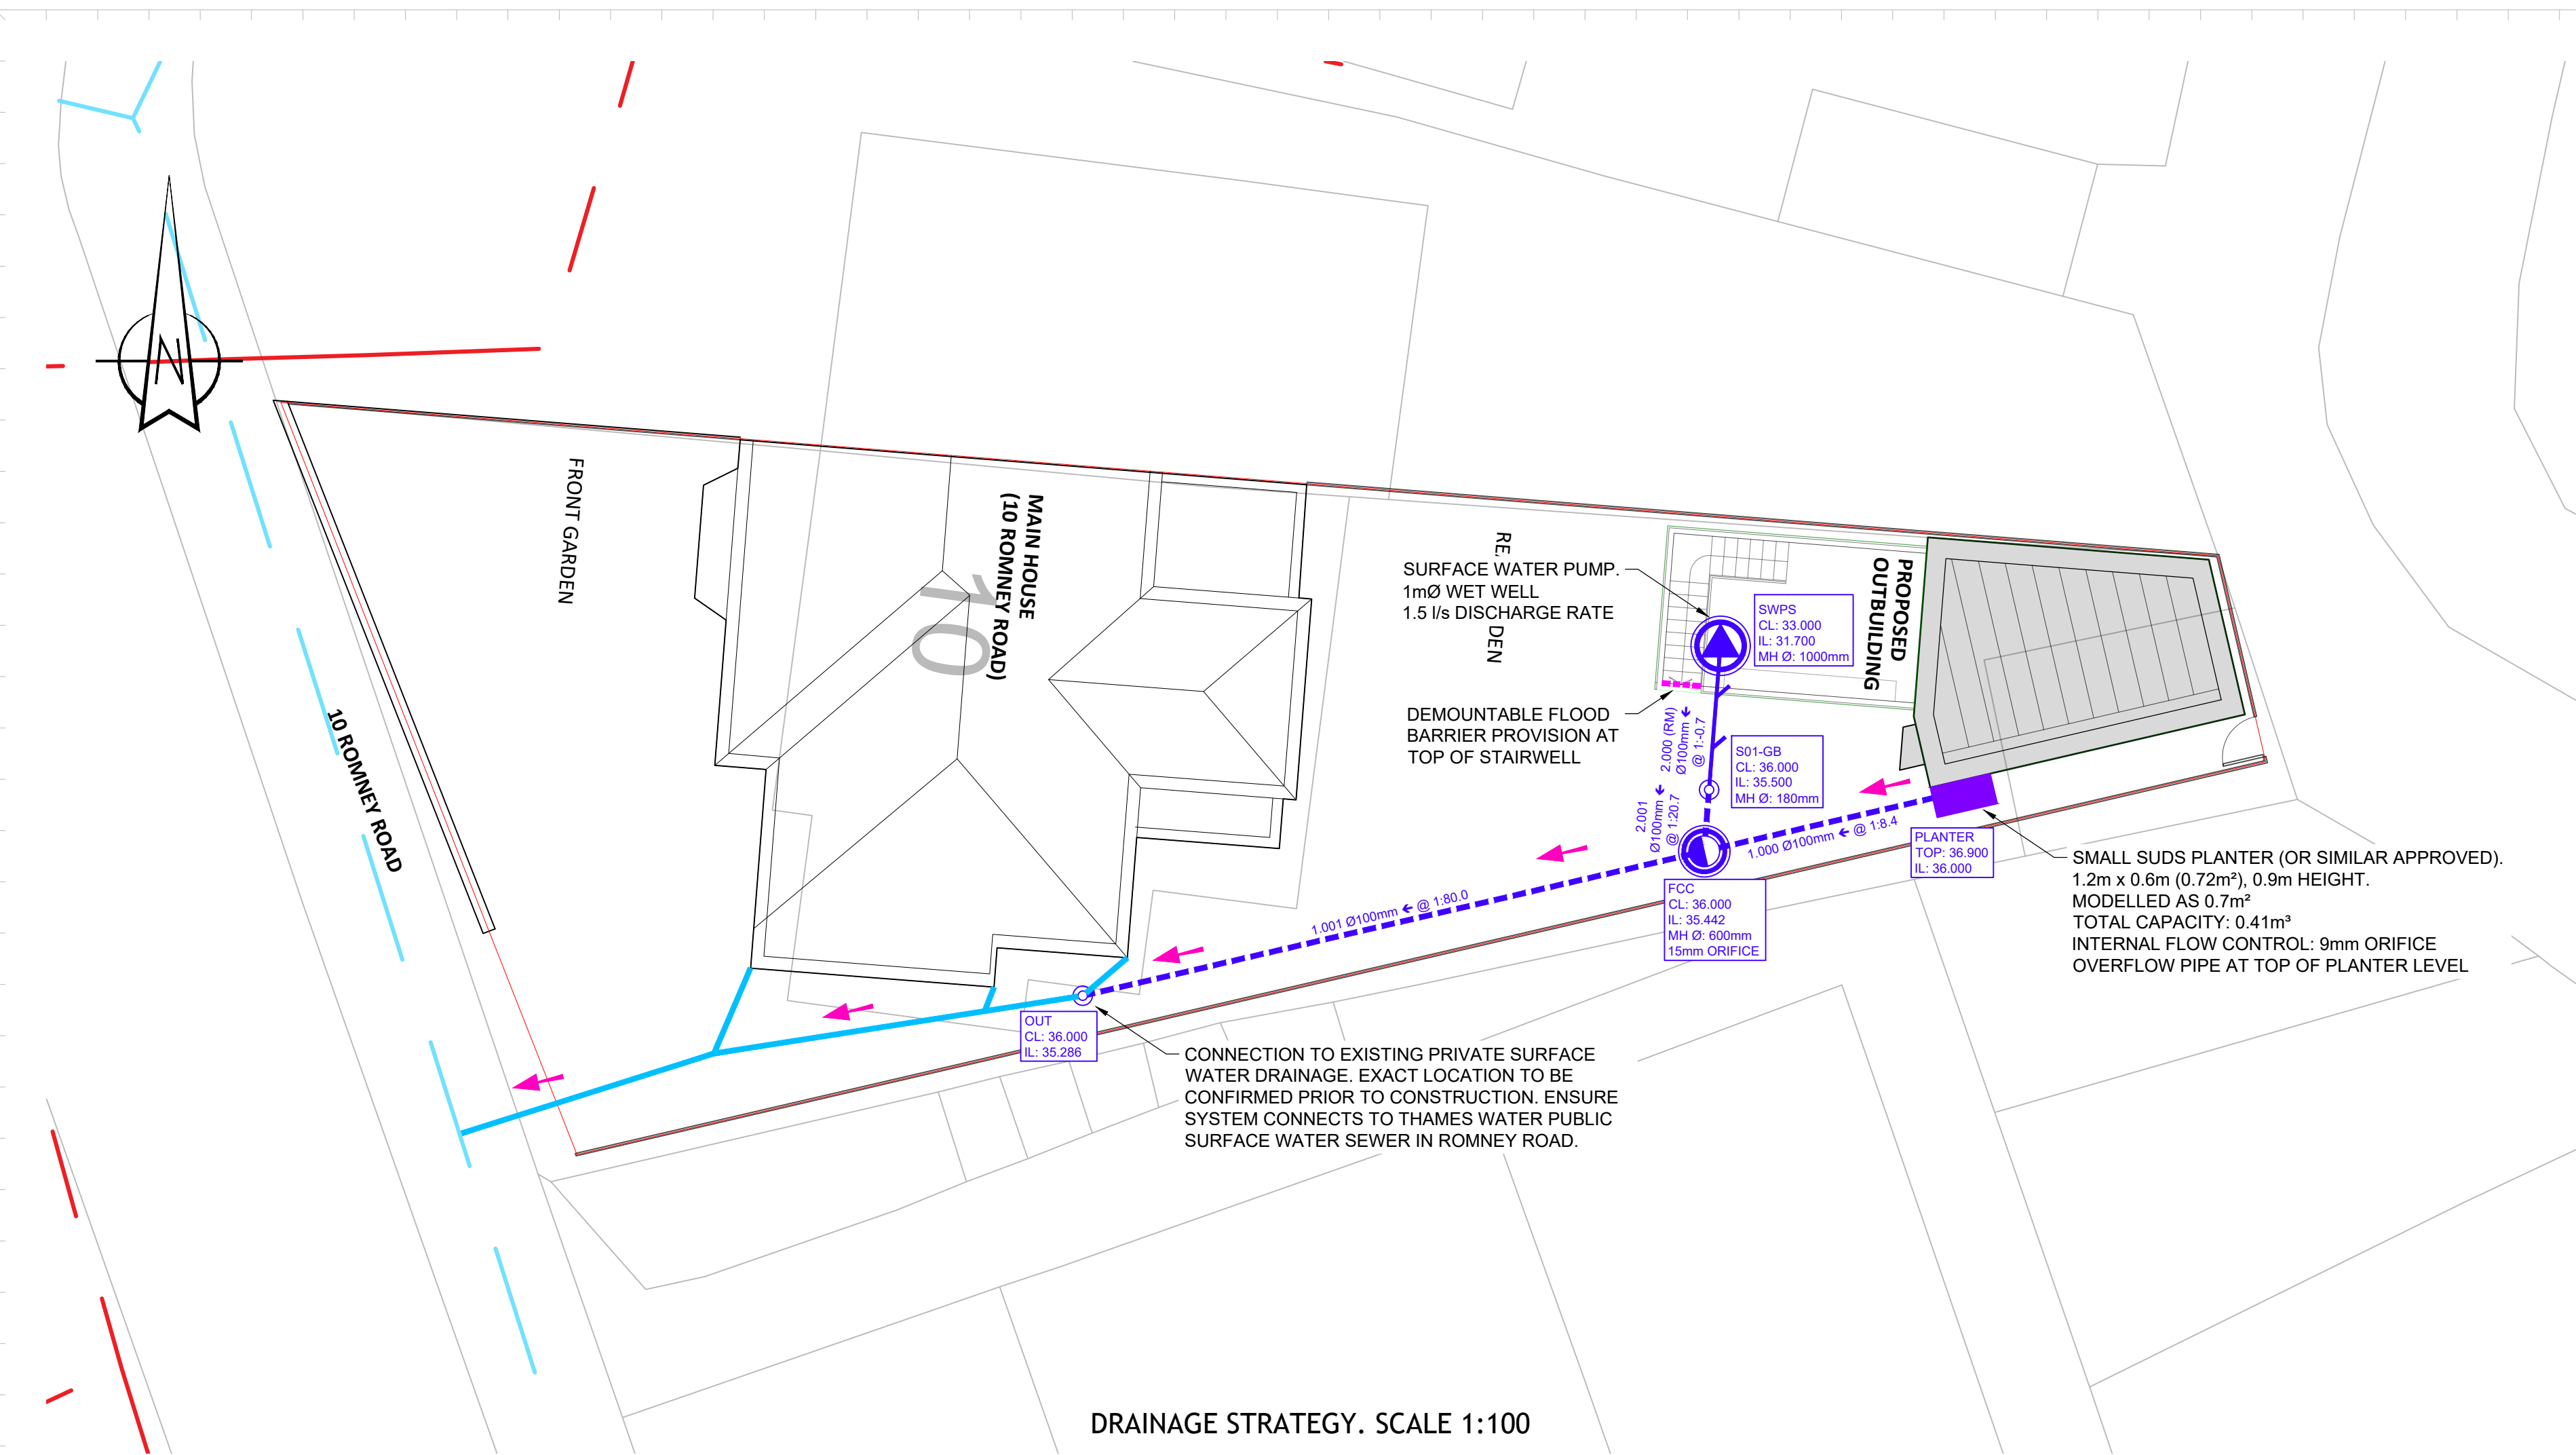 FRONT GARDEN
MAIN HOUSE
(10 ROMNEY ROAD)
10
N
10 ROMNEY ROAD
RE
DEN
SURFACE WATER PUMP.
1mØ WET WELL
1.5 l/s DISCHARGE RATE
SWPS
CL: 33.000
IL: 31.700
MH Ø: 1000mm
PROPOSED
OUTBUILDING
DEMOUNTABLE FLOOD
BARRIER PROVISION AT
TOP OF STAIRWELL
2.000 (RM)
Ø100mm ←
@ 1:-0.7
S01-GB
CL: 36.000
IL: 35.500
MH Ø: 180mm
2.001
Ø100mm ←
@ 1:20.7
1.000 Ø100mm ← @ 1:8.4
PLANTER
TOP: 36.900
IL: 36.000
SMALL SUDS PLANTER (OR SIMILAR APPROVED).
1.2m x 0.6m (0.72m²), 0.9m HEIGHT.
MODELLED AS 0.7m²
TOTAL CAPACITY: 0.41m³
INTERNAL FLOW CONTROL: 9mm ORIFICE
OVERFLOW PIPE AT TOP OF PLANTER LEVEL
FCC
CL: 36.000
IL: 35.442
MH Ø: 600mm
15mm ORIFICE
1.001 Ø100mm ← @ 1:80.0
OUT
CL: 36.000
IL: 35.286
CONNECTION TO EXISTING PRIVATE SURFACE
WATER DRAINAGE. EXACT LOCATION TO BE
CONFIRMED PRIOR TO CONSTRUCTION. ENSURE
SYSTEM CONNECTS TO THAMES WATER PUBLIC
SURFACE WATER SEWER IN ROMNEY ROAD.
DRAINAGE STRATEGY. SCALE 1:100